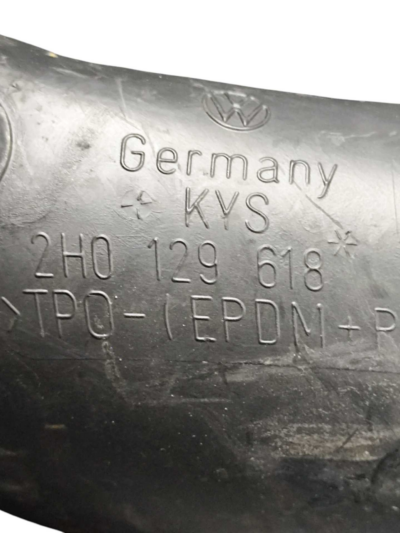 Germany
KYS
2H0 129 618
>TPO-(EPDM+P